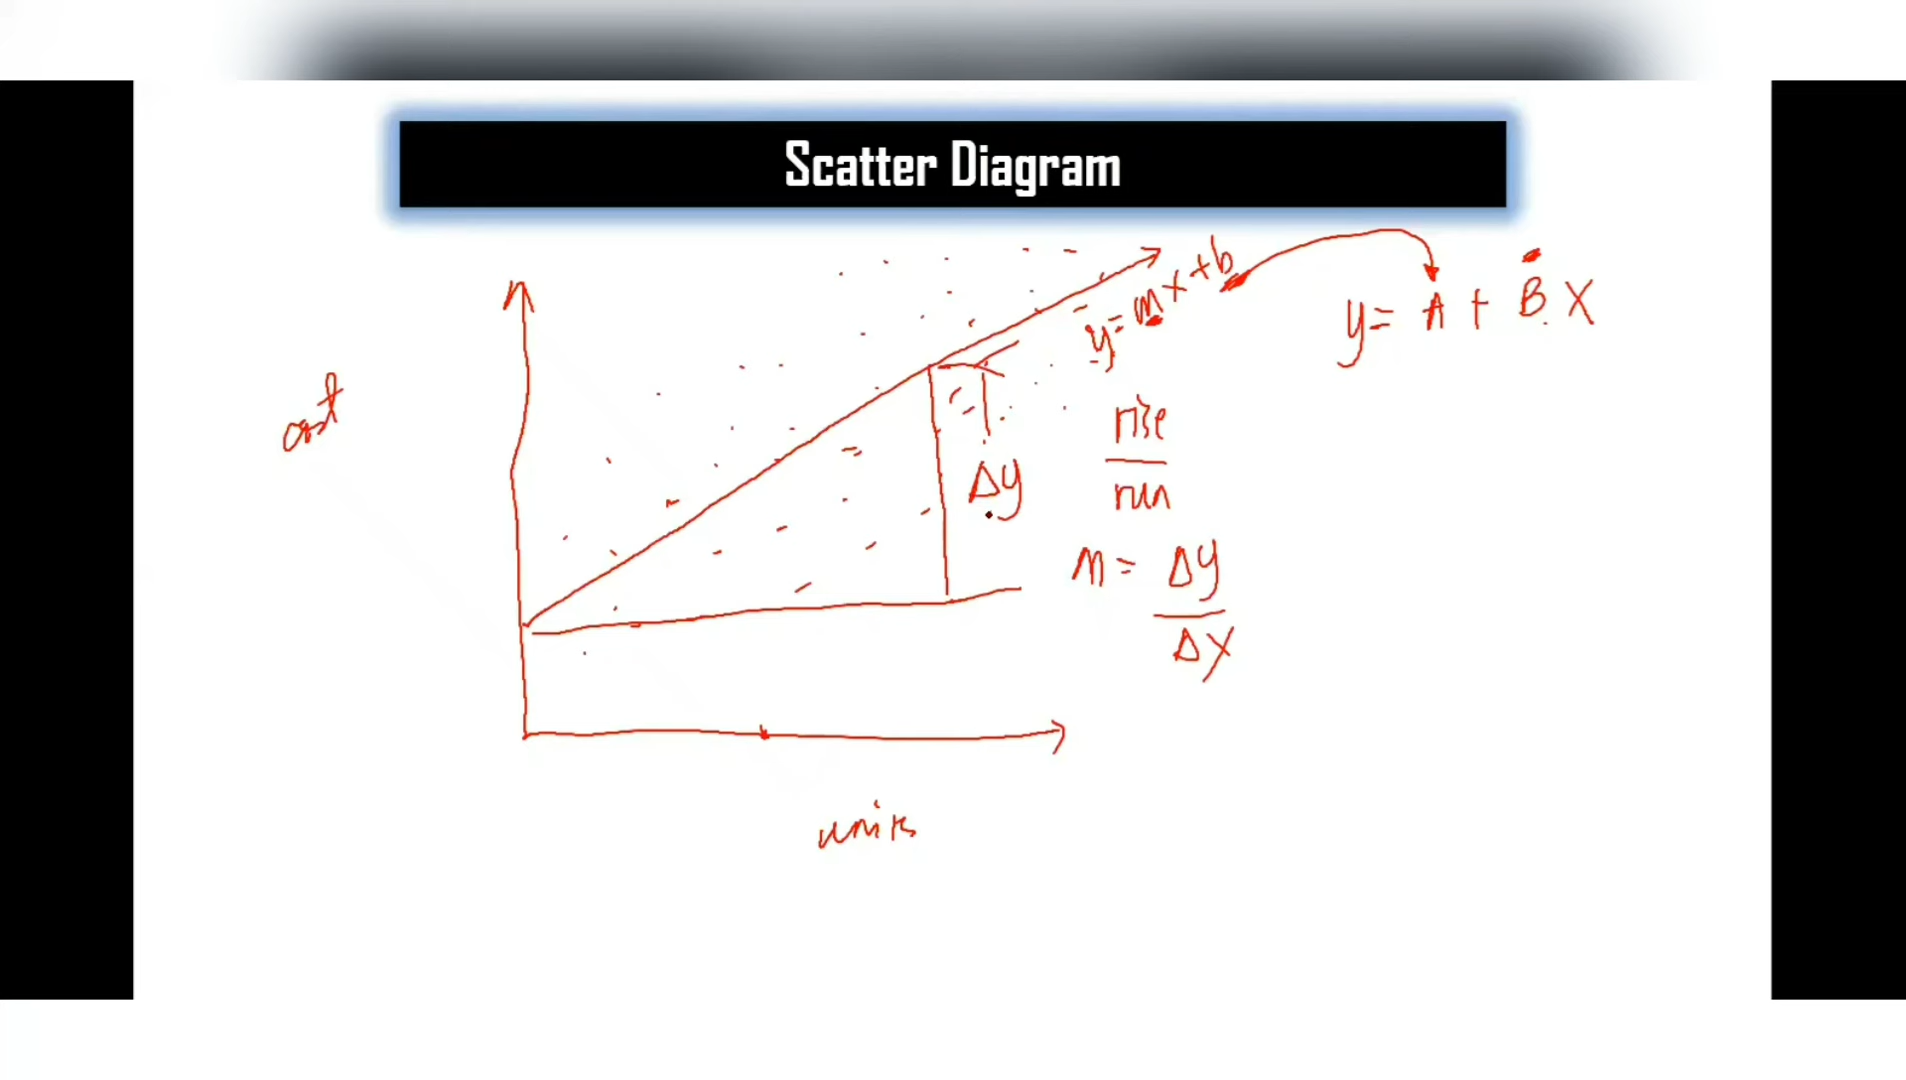 Scatter Diagram
y = mx + b
y = A + BX
cost
Δy
rise
run
m = Δy
Δx
units